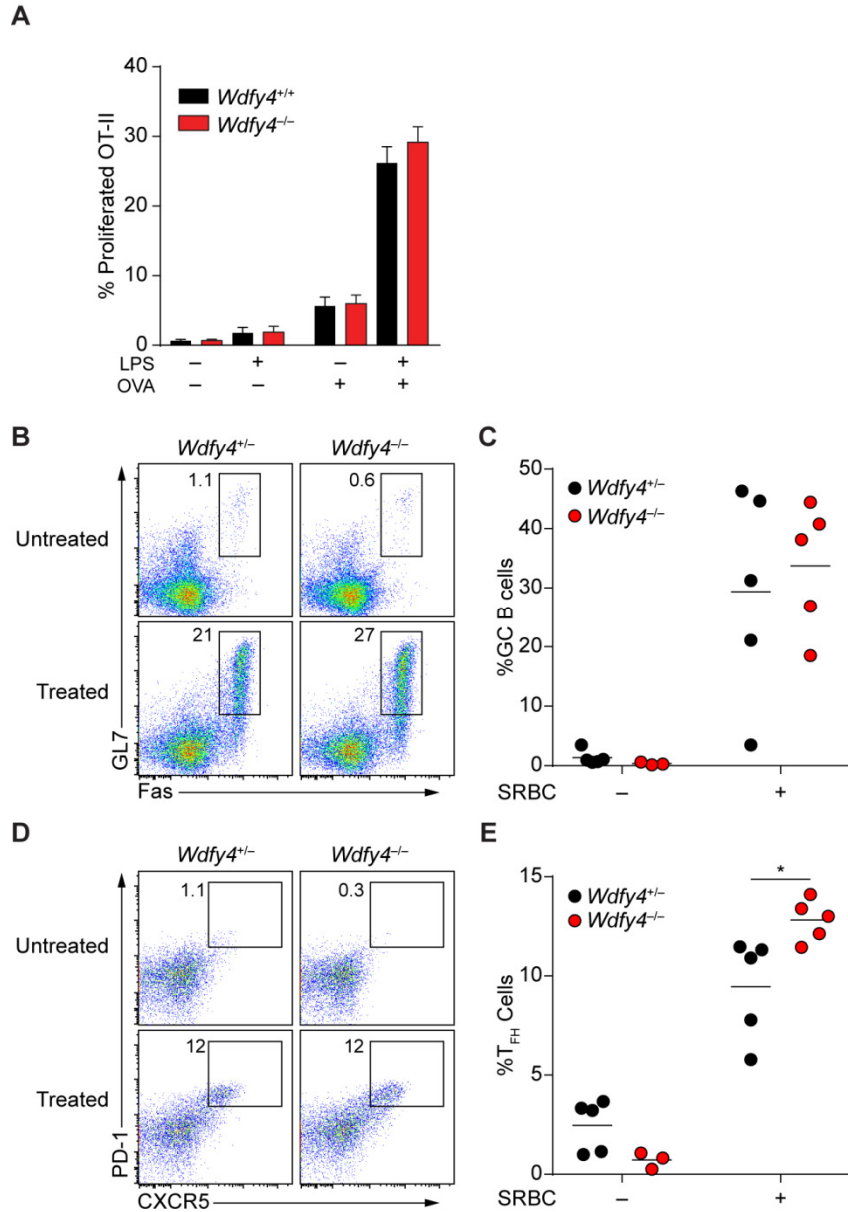 A
40
30
20
10
0
% Proliferated OT-II
Wdfy4+/+
Wdfy4–/–
LPS – + – +
OVA – – + +
B
Wdfy4+/– Wdfy4–/–
Untreated 1.1 0.6
Treated 21 27
GL7
Fas
C
50
40
30
20
10
0
%GC B cells
Wdfy4+/–
Wdfy4–/–
SRBC – +
D
Wdfy4+/– Wdfy4–/–
Untreated 1.1 0.3
Treated 12 12
PD-1
CXCR5
E
15
10
5
0
%TFH Cells
Wdfy4+/–
Wdfy4–/–
*
SRBC – +